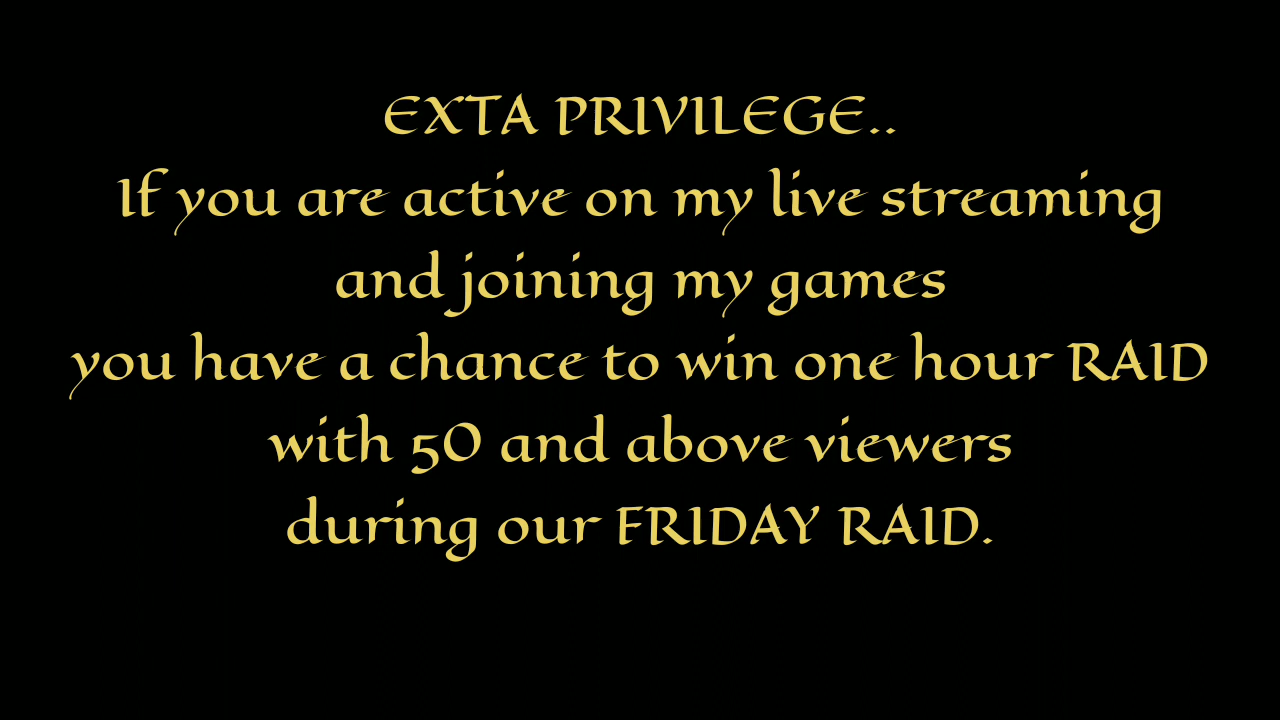 EXTA PRIVILEGE..
If you are active on my live streaming
and joining my games
you have a chance to win one hour RAID
with 50 and above viewers
during our FRIDAY RAID.